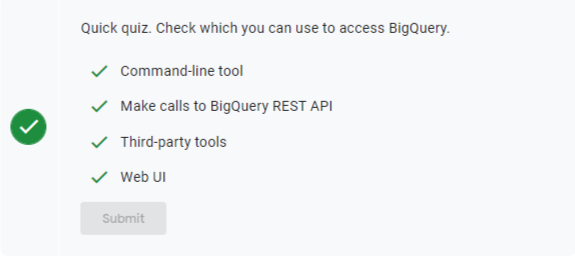 Quick quiz. Check which you can use to access BigQuery.
Command-line tool
Make calls to BigQuery REST API
Third-party tools
Web UI
Submit